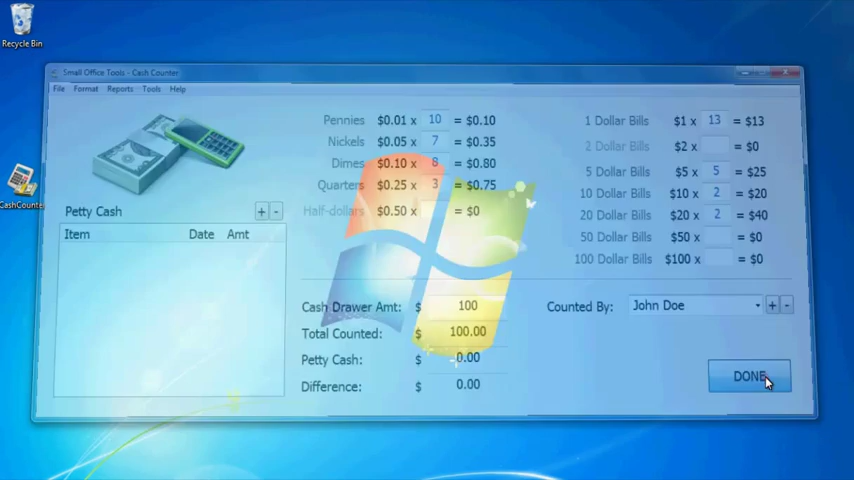 Recycle Bin
Small Office Tools - Cash Counter
File Format Reports Tools Help
Pennies $0.01 x 10 = $0.10
Nickels $0.05 x 7 = $0.35
Dimes $0.10 x 8 = $0.80
Quarters $0.25 x 3 = $0.75
Half-dollars $0.50 x = $0
1 Dollar Bills $1 x 13 = $13
2 Dollar Bills $2 x = $0
5 Dollar Bills $5 x 5 = $25
10 Dollar Bills $10 x 2 = $20
20 Dollar Bills $20 x 2 = $40
50 Dollar Bills $50 x = $0
100 Dollar Bills $100 x = $0
CashCounte
Petty Cash + -
Item Date Amt
Cash Drawer Amt: $ 100
Total Counted: $ 100.00
Petty Cash: $ 0.00
Difference: $ 0.00
Counted By: John Doe + -
DONE